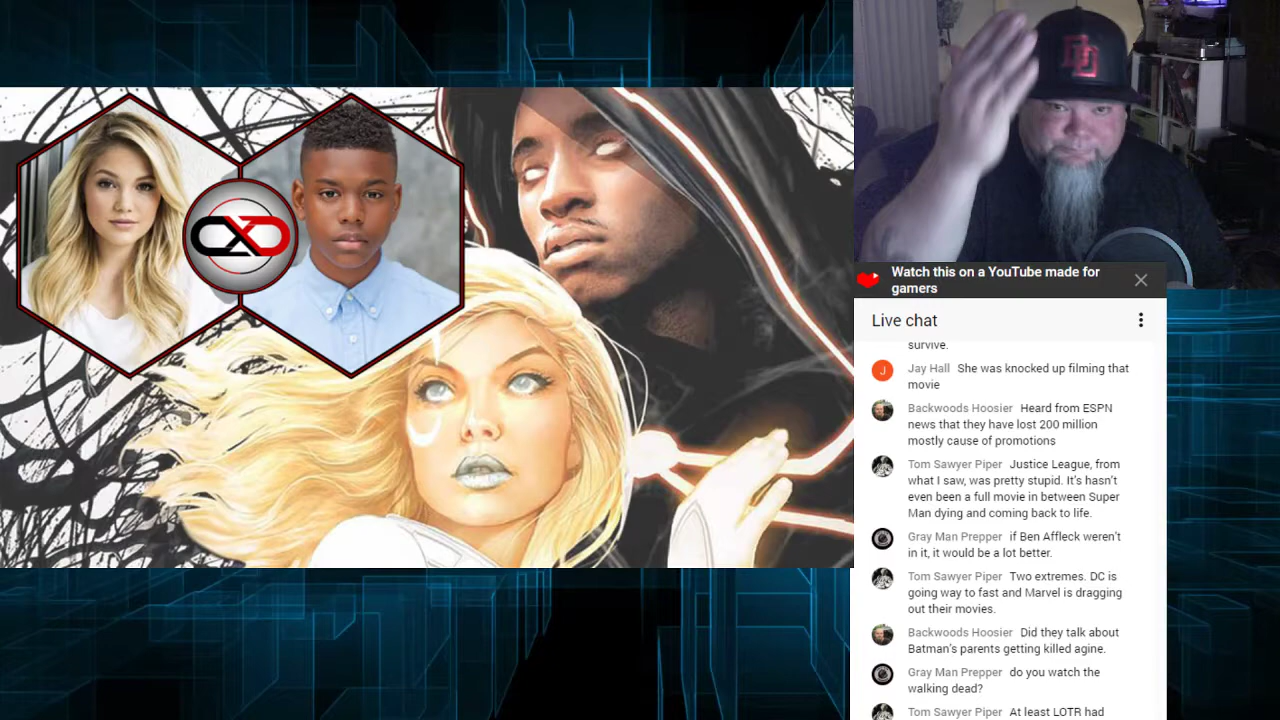 DD
Watch this on a YouTube made for
gamers
Live chat
survive.
J
Jay Hall She was knocked up filming that
movie
Backwoods Hoosier Heard from ESPN
news that they have lost 200 million
mostly cause of promotions
Tom Sawyer Piper Justice League, from
what I saw, was pretty stupid. It's hasn't
even been a full movie in between Super
Man dying and coming back to life.
Gray Man Prepper if Ben Affleck weren't
in it, it would be a lot better.
Tom Sawyer Piper Two extremes. DC is
going way to fast and Marvel is dragging
out their movies.
Backwoods Hoosier Did they talk about
Batman's parents getting killed agine.
Gray Man Prepper do you watch the
walking dead?
Tom Sawyer Piper At least LOTR had